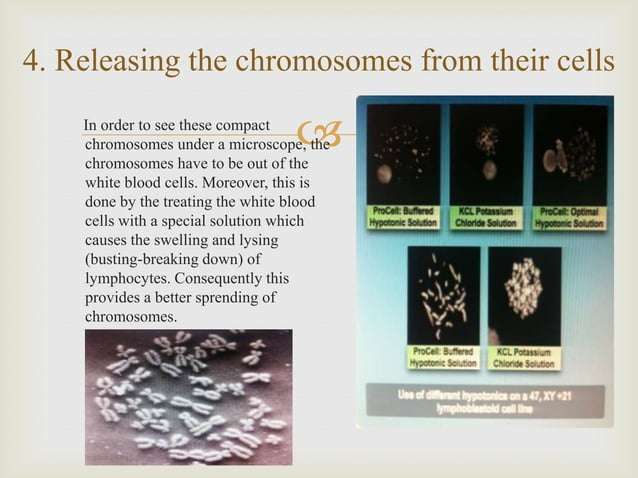 4. Releasing the chromosomes from their cells
In order to see these compact
chromosomes under a microscope, the
chromosomes have to be out of the
white blood cells. Moreover, this is
done by the treating the white blood
cells with a special solution which
causes the swelling and lysing
(busting-breaking down) of
lymphocytes. Consequently this
provides a better sprending of
chromosomes.
ProCell: Buffered
Hypotonic Solution
KCL Potassium
Chloride Solution
ProCell: Optimal
Hypotonic Solution
ProCell: Buffered
Hypotonic Solution
KCL Potassium
Chloride Solution
Use of different hypotonics on a 47, XY +21
lymphoblastoid cell line